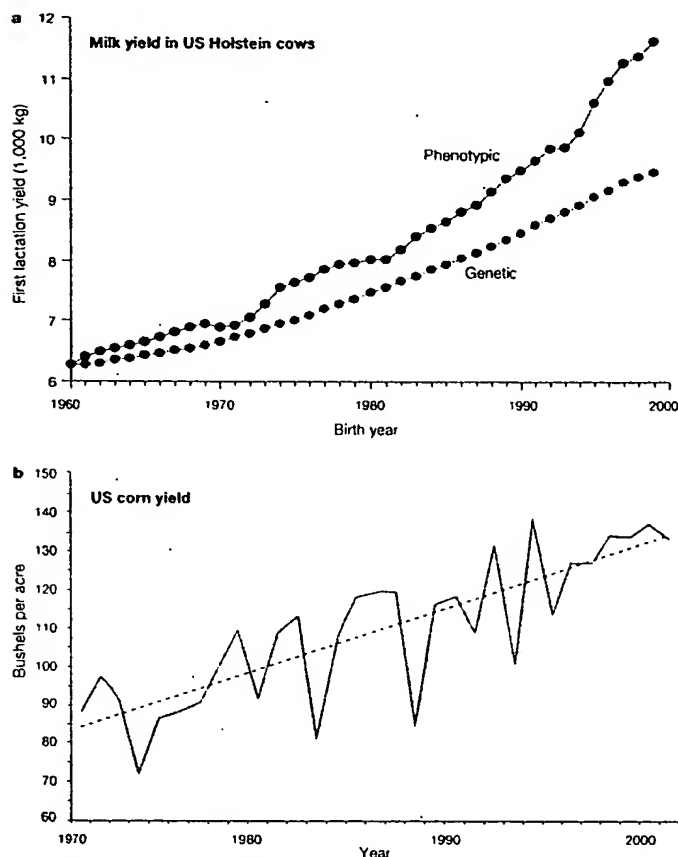 a
Milk yield in US Holstein cows
12
11
10
9
8
7
6
First lactation yield (1,000 kg)
Phenotypic
Genetic
1960
1970
1980
1990
2000
Birth year
b
US corn yield
150
140
130
120
110
100
90
80
70
60
Bushels per acre
1970
1980
1990
2000
Year